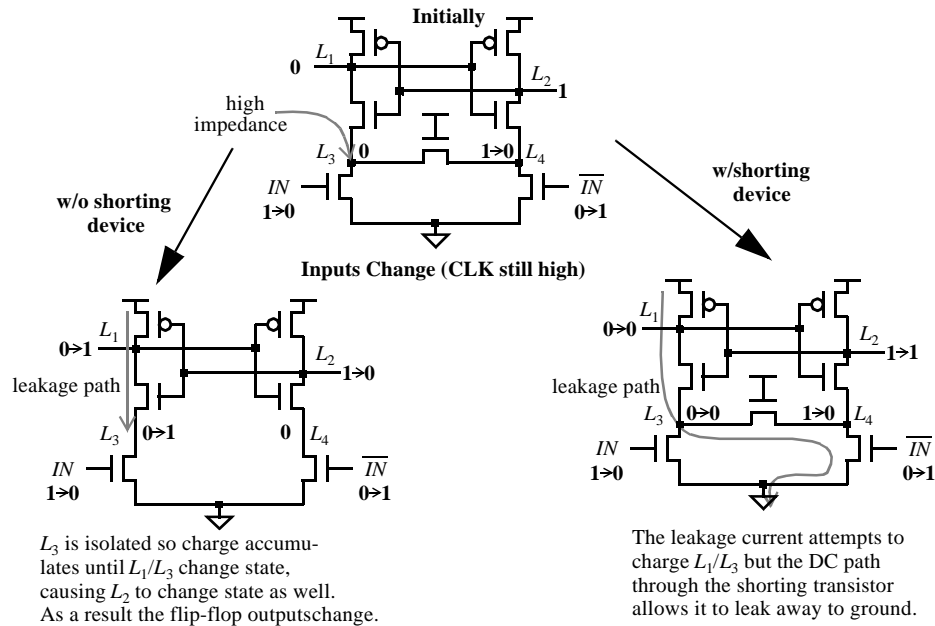 Initially
L1
0
L2
1
high
impedance
L3
0
1→0
L4
IN
1→0
IN
0→1
w/o shorting
device
w/shorting
device
Inputs Change (CLK still high)
L1
0→1
L2
1→0
leakage path
L3
0→1
0
L4
IN
1→0
IN
0→1
L3 is isolated so charge accumu-
lates until L1/L3 change state,
causing L2 to change state as well.
As a result the flip-flop outputschange.
L1
0→0
L2
1→1
leakage path
L3
0→0
1→0
L4
IN
1→0
IN
0→1
The leakage current attempts to
charge L1/L3 but the DC path
through the shorting transistor
allows it to leak away to ground.